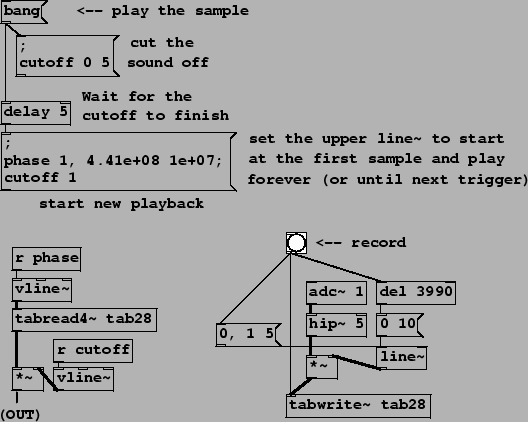 bang
<-- play the sample
;
cutoff 0 5
cut the
sound off
delay 5
Wait for the
cutoff to finish
;
phase 1, 4.41e+08 1e+07;
cutoff 1
set the upper line~ to start
at the first sample and play
forever (or until next trigger)
start new playback
<-- record
r phase
vline~
tabread4~ tab28
r cutoff
*~
vline~
(OUT)
adc~ 1
del 3990
hip~ 5
0 10
0, 1 5
line~
*~
tabwrite~ tab28